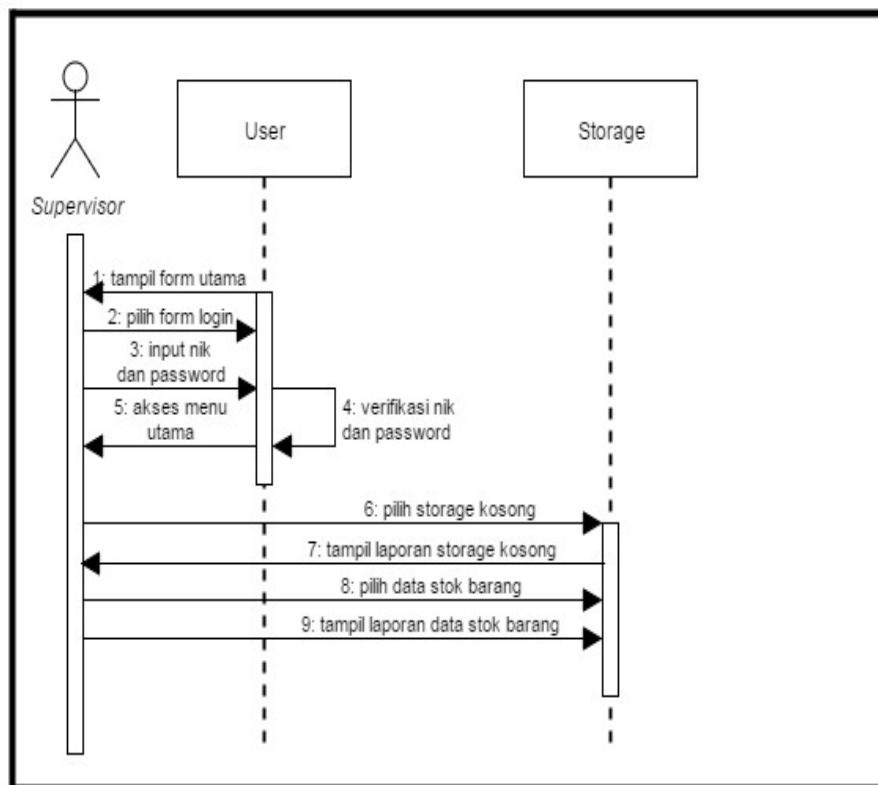 User
Storage
Supervisor
1: tampil form utama
2: pilih form login
3: input nik
dan password
4: verifikasi nik
dan password
5: akses menu
utama
6: pilih storage kosong
7: tampil laporan storage kosong
8: pilih data stok barang
9: tampil laporan data stok barang